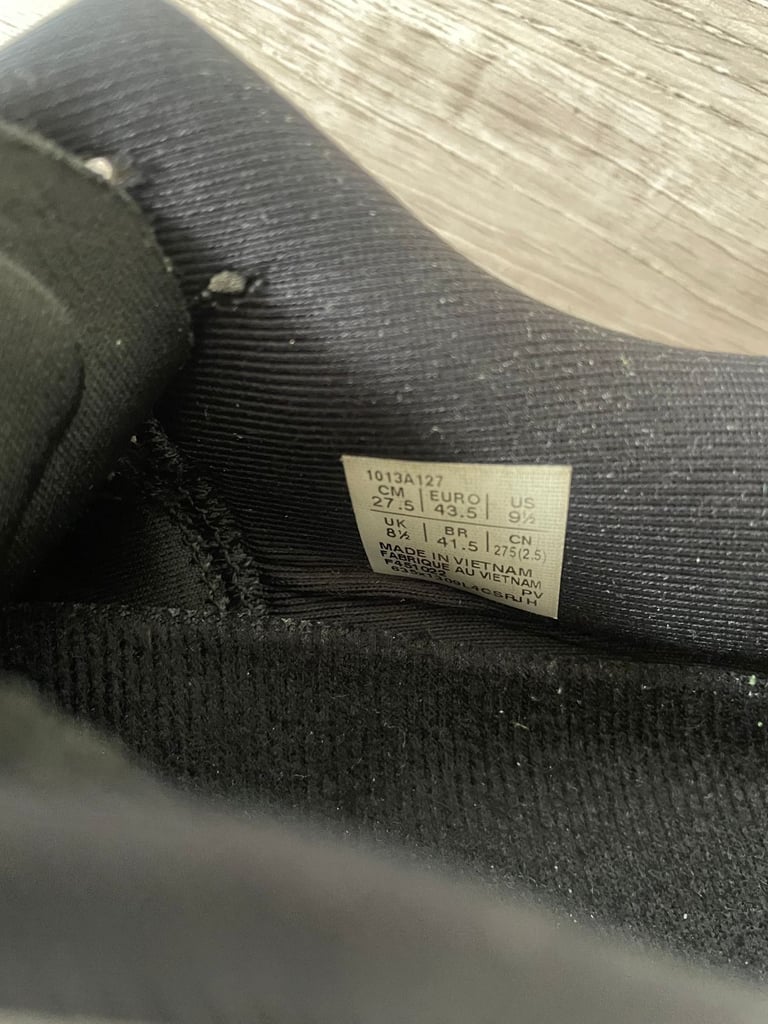 1013A127
CM EURO US
27.5 43.5 9½
UK BR CN
8½ 41.5 275(2.5)
MADE IN VIETNAM
FABRIQUE AU VIETNAM
PV